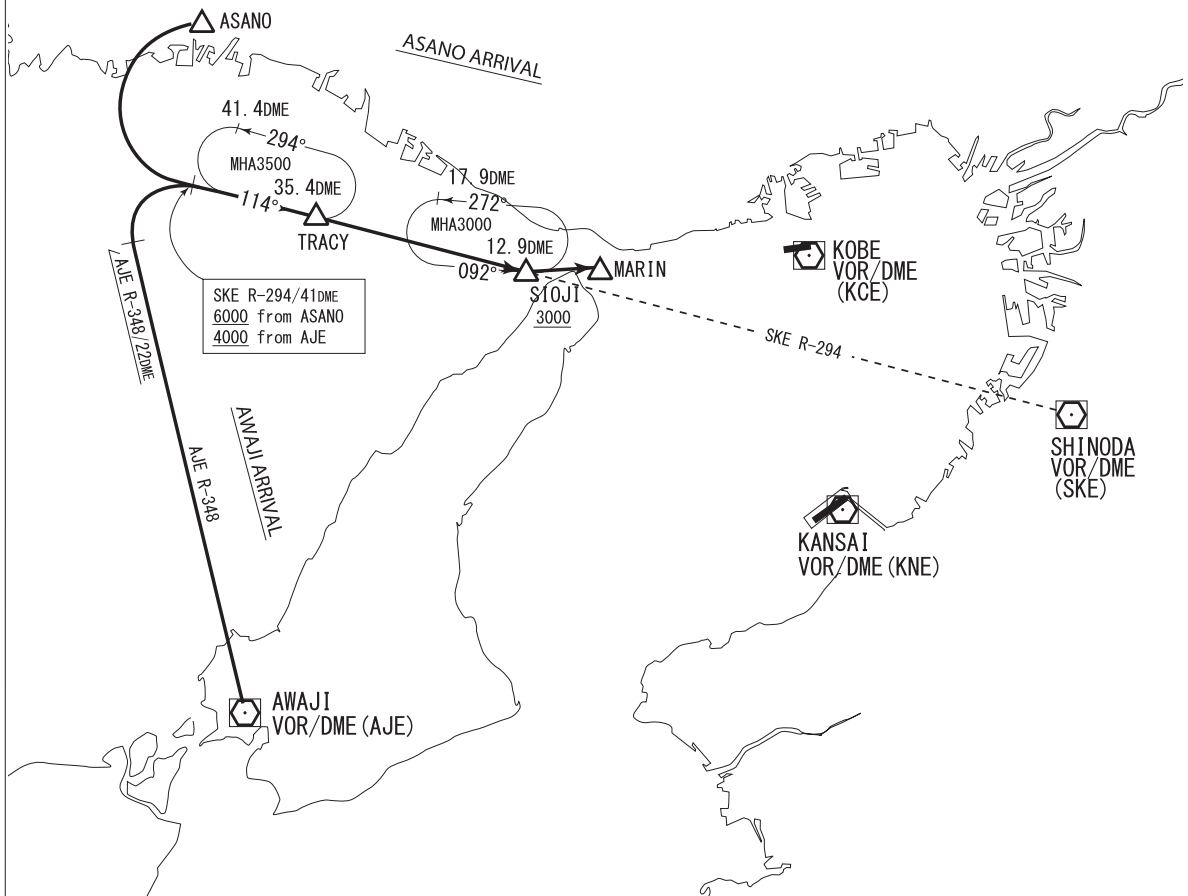 ASANO
ASANO ARRIVAL
41.4DME
294°
MHA3500
35.4DME
114°
TRACY
17.9DME
272°
MHA3000
12.9DME
092°
SIOJI
3000
MARIN
KOBE
VOR/DME
(KCE)
SKE R-294/41DME
6000 from ASANO
4000 from AJE
AJE R-348/22DME
SKE R-294
AWAJI ARRIVAL
AJE R-348
SHINODA
VOR/DME
(SKE)
KANSAI
VOR/DME(KNE)
AWAJI
VOR/DME(AJE)